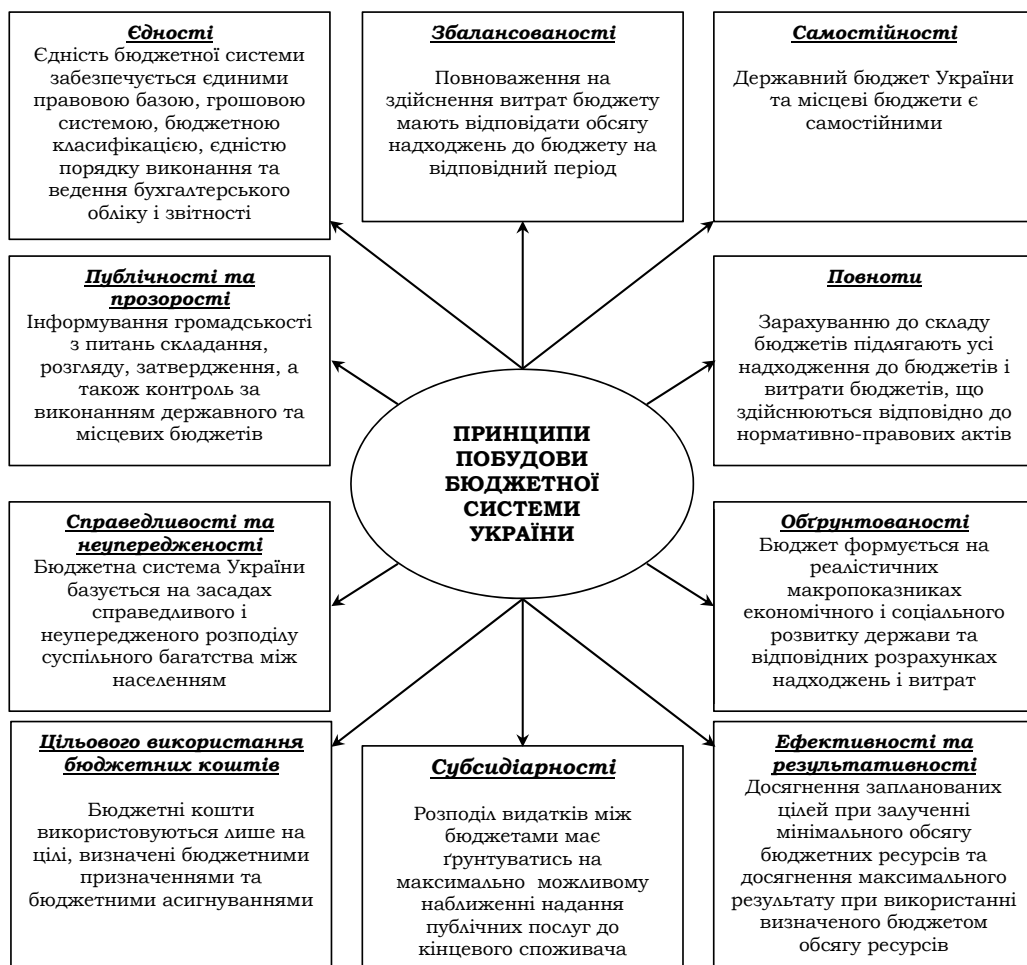 Єдності
Єдність бюджетної системи
забезпечується єдиними
правовою базою, грошовою
системою, бюджетною
класифікацією, єдністю
порядку виконання та
ведення бухгалтерського
обліку і звітності
Збалансованості
Повноваження на
здійснення витрат бюджету
мають відповідати обсягу
надходжень до бюджету на
відповідний період
Самостійності
Державний бюджет України
та місцеві бюджети є
самостійними
Публічності та
прозорості
Інформування громадськості
з питань складання,
розгляду, затвердження, а
також контроль за
виконанням державного та
місцевих бюджетів
Повноти
Зарахуванню до складу
бюджетів підлягають усі
надходження до бюджетів і
витрати бюджетів, що
здійснюються відповідно до
нормативно-правових актів
ПРИНЦИПИ
ПОБУДОВИ
БЮДЖЕТНОЇ
СИСТЕМИ
УКРАЇНИ
Справедливості та
неупередженості
Бюджетна система України
базується на засадах
справедливого і
неупередженого розподілу
суспільного багатства між
населенням
Обґрунтованості
Бюджет формується на
реалістичних
макропоказниках
економічного і соціального
розвитку держави та
відповідних розрахунках
надходжень і витрат
Цільового використання
бюджетних коштів
Бюджетні кошти
використовуються лише на
цілі, визначені бюджетними
призначеннями та
бюджетними асигнуваннями
Субсидіарності
Розподіл видатків між
бюджетами має
ґрунтуватись на
максимально можливому
наближенні надання
публічних послуг до
кінцевого споживача
Ефективності та
результативності
Досягнення запланованих
цілей при залученні
мінімального обсягу
бюджетних ресурсів та
досягнення максимального
результату при використанні
визначеного бюджетом
обсягу ресурсів